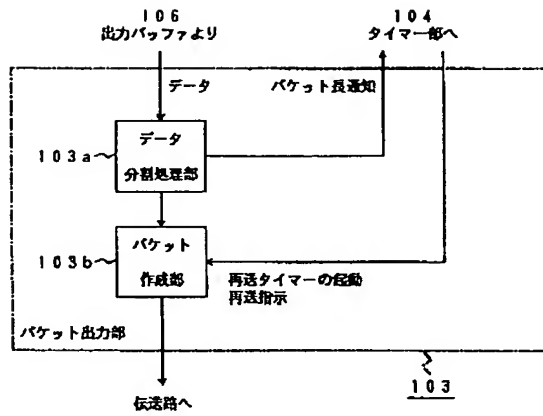 106
出力バッファより
104
タイマー部へ
データ
パケット長通知
103a
データ
分割処理部
103b
パケット
作成部
再送タイマーの起動
再送指示
パケット出力部
103
伝送路へ